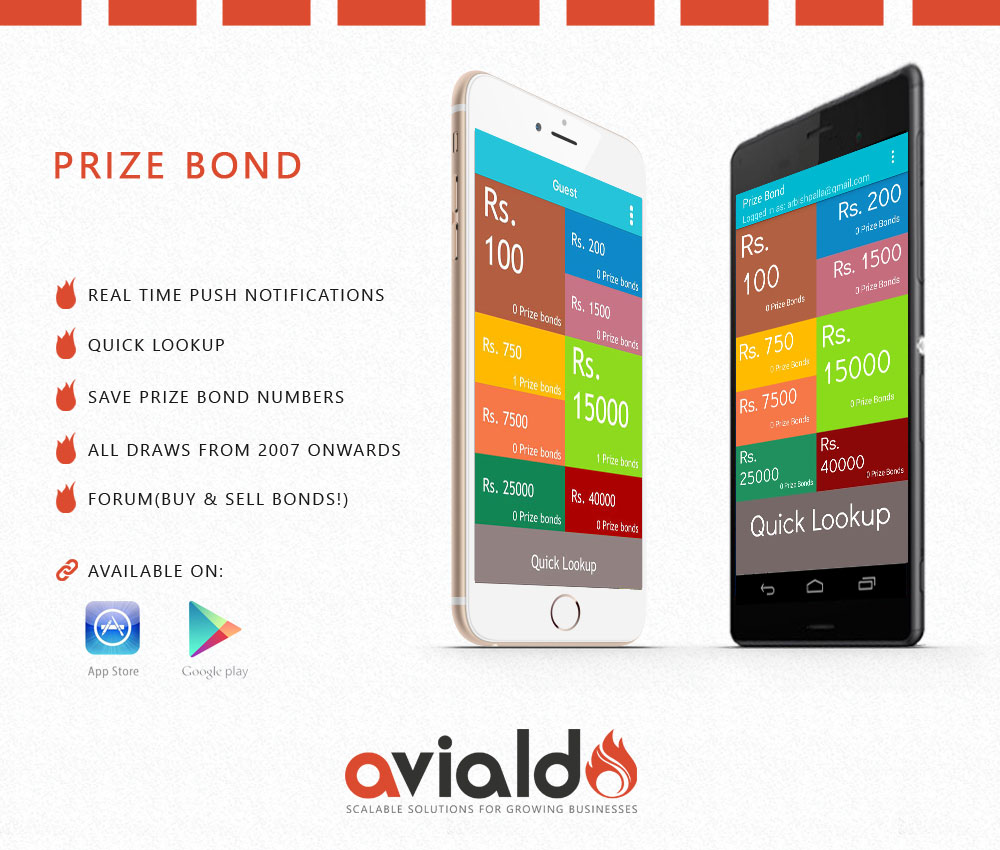 PRIZE BOND
REAL TIME PUSH NOTIFICATIONS
QUICK LOOKUP
SAVE PRIZE BOND NUMBERS
ALL DRAWS FROM 2007 ONWARDS
FORUM(BUY & SELL BONDS!)
AVAILABLE ON:
App Store
Google play
Guest
Rs.
100
0 Prize bonds
Rs. 200
0 Prize bonds
Rs. 1500
0 Prize bonds
Rs. 750
1 Prize bonds
Rs.
15000
1 Prize bonds
Rs. 7500
0 Prize bonds
Rs. 25000
0 Prize bonds
Rs. 40000
0 Prize bonds
Quick Lookup
Prize Bond
Logged in as: arbishpalla@gmail.com
Rs.
100
0 Prize Bonds
Rs. 200
0 Prize Bonds
Rs. 1500
0 Prize Bonds
Rs. 750
0 Prize Bonds
Rs.
15000
0 Prize Bonds
Rs. 7500
0 Prize Bonds
Rs.
25000
0 Prize Bonds
Rs.
40000
0 Prize Bonds
Quick Lookup
avialdo
SCALABLE SOLUTIONS FOR GROWING BUSINESSES